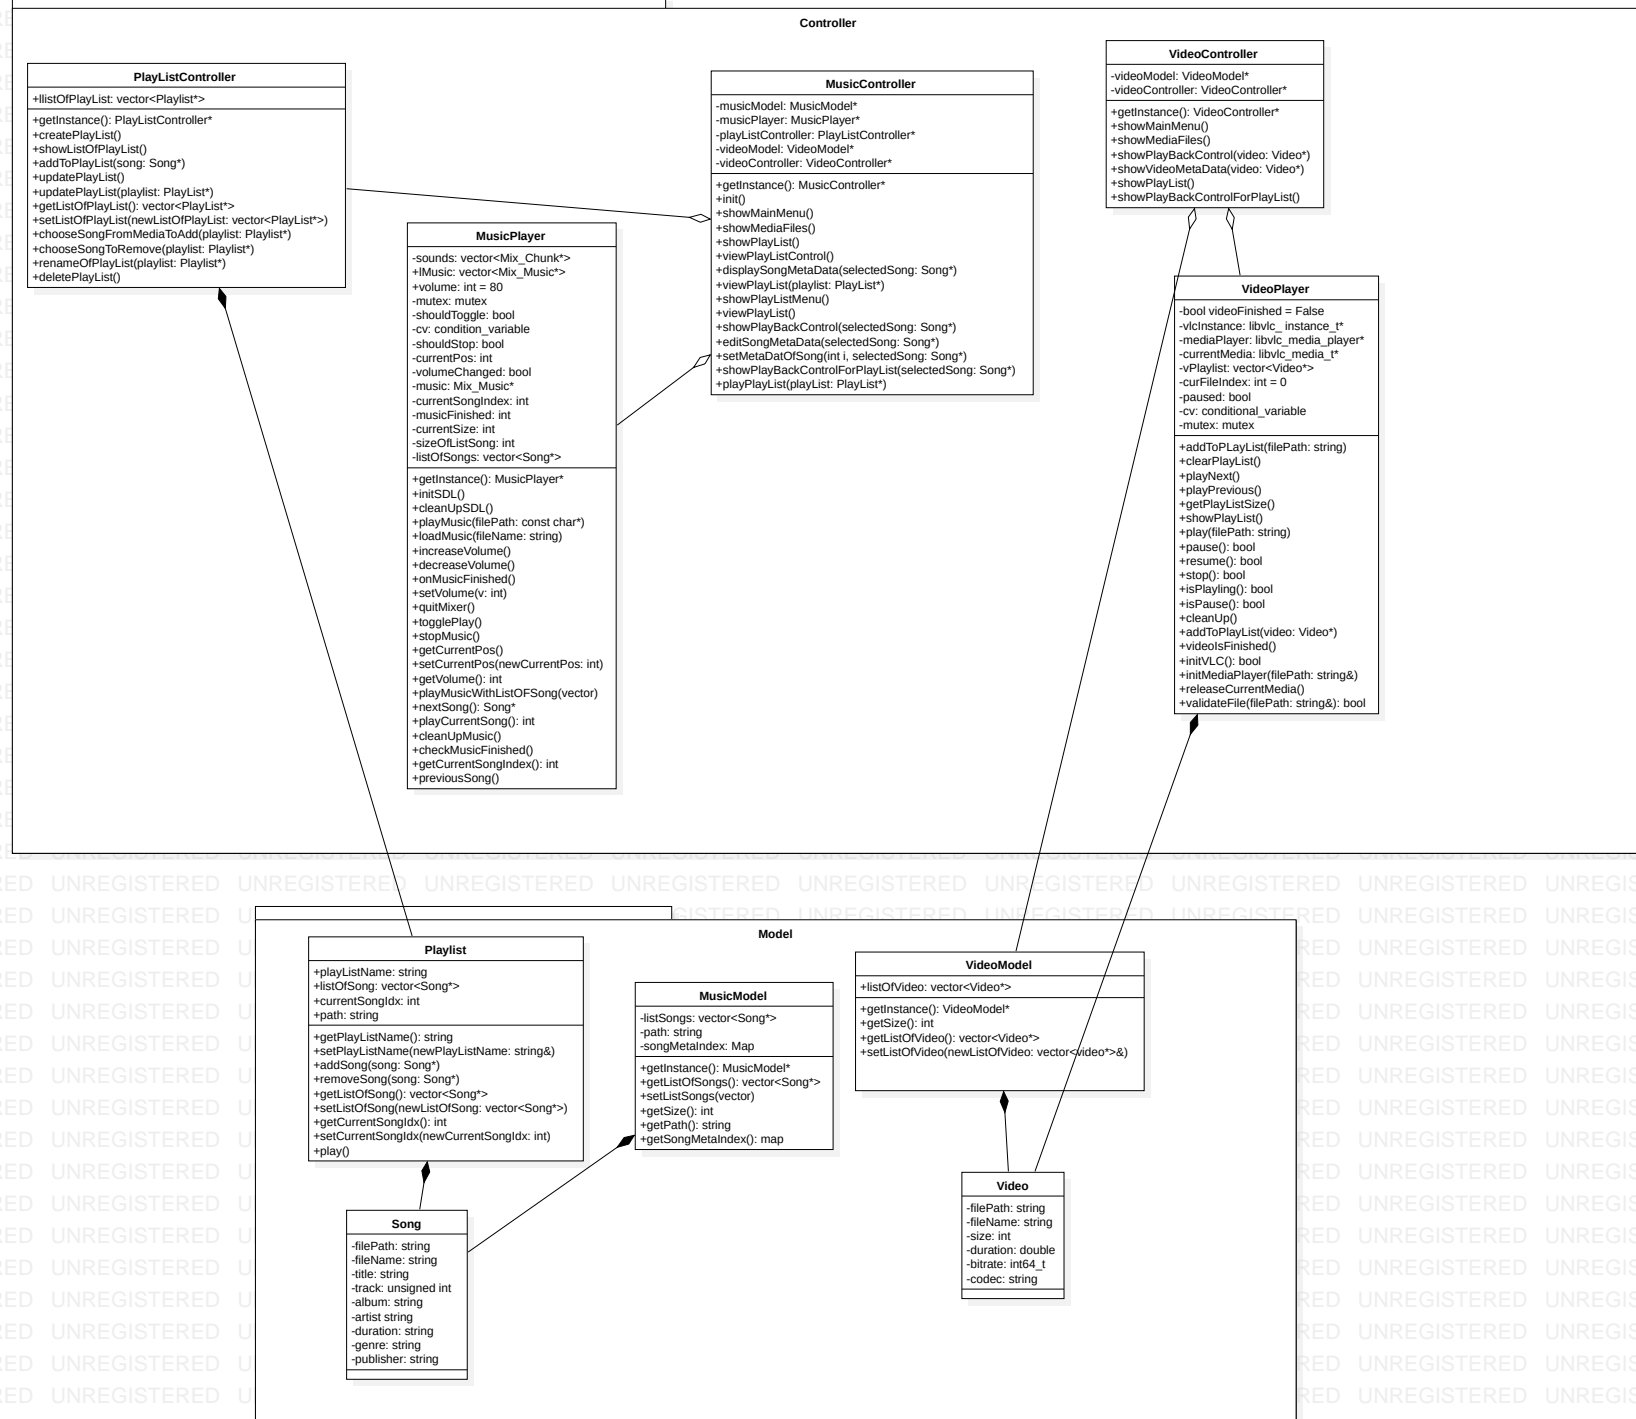 Controller
PlayListController
+llistOfPlayList: vector<Playlist*>
+getInstance(): PlayListController*
+createPlayList()
+showListOfPlayList()
+addToPlayList(song: Song*)
+updatePlayList()
+updatePlayList(playlist: PlayList*)
+getListOfPlayList(): vector<PlayList*>
+setListOfPlayList(newListOfPlayList: vector<PlayList*>)
+chooseSongFromMediaToAdd(playlist: Playlist*)
+chooseSongToRemove(playlist: Playlist*)
+renameOfPlayList(playlist: Playlist*)
+deletePlayList()
MusicPlayer
-sounds: vector<Mix_Chunk*>
+lMusic: vector<Mix_Music*>
+volume: int = 80
-mutex: mutex
-shouldToggle: bool
-cv: condition_variable
-shouldStop: bool
-currentPos: int
-volumeChanged: bool
-music: Mix_Music*
-currentSongIndex: int
-musicFinished: int
-currentSize: int
-sizeOfListSong: int
-listOfSongs: vector<Song*>
+getInstance(): MusicPlayer*
+initSDL()
+cleanUpSDL()
+playMusic(filePath: const char*)
+loadMusic(fileName: string)
+increaseVolume()
+decreaseVolume()
+onMusicFinished()
+setVolume(v: int)
+quitMixer()
+togglePlay()
+stopMusic()
+getCurrentPos()
+setCurrentPos(newCurrentPos: int)
+getVolume(): int
+playMusicWithListOFSong(vector)
+nextSong(): Song*
+playCurrentSong(): int
+cleanUpMusic()
+checkMusicFinished()
+getCurrentSongIndex(): int
+previousSong()
MusicController
-musicModel: MusicModel*
-musicPlayer: MusicPlayer*
-playListController: PlayListController*
-videoModel: VideoModel*
-videoController: VideoController*
+getInstance(): MusicController*
+init()
+showMainMenu()
+showMediaFiles()
+showPlayList()
+viewPlayListControl()
+displaySongMetaData(selectedSong: Song*)
+viewPlayList(playlist: PlayList*)
+showPlayListMenu()
+viewPlayList()
+showPlayBackControl(selectedSong: Song*)
+editSongMetaData(selectedSong: Song*)
+setMetaDatOfSong(int i, selectedSong: Song*)
+showPlayBackControlForPlayList(selectedSong: Song*)
+playPlayList(playList: PlayList*)
VideoController
-videoModel: VideoModel*
-videoController: VideoController*
+getInstance(): VideoController*
+showMainMenu()
+showMediaFiles()
+showPlayBackControl(video: Video*)
+showVideoMetaData(video: Video*)
+showPlayList()
+showPlayBackControlForPlayList()
VideoPlayer
-bool videoFinished = False
-vlcInstance: libvlc_ instance_t*
-mediaPlayer: libvlc_media_player*
-currentMedia: libvlc_media_t*
-vPlaylist: vector<Video*>
-curFileIndex: int = 0
-paused: bool
-cv: conditional_variable
-mutex: mutex
+addToPLayList(filePath: string)
+clearPlayList()
+playNext()
+playPrevious()
+getPlayListSize()
+showPlayList()
+play(filePath: string)
+pause(): bool
+resume(): bool
+stop(): bool
+isPlayling(): bool
+isPause(): bool
+cleanUp()
+addToPlayList(video: Video*)
+videoIsFinished()
+initVLC(): bool
+initMediaPlayer(filePath: string&)
+releaseCurrentMedia()
+validateFile(filePath: string&): bool
Model
Playlist
+playListName: string
+listOfSong: vector<Song*>
+currentSongIdx: int
+path: string
+getPlayListName(): string
+setPlayListName(newPlayListName: string&)
+addSong(song: Song*)
+removeSong(song: Song*)
+getListOfSong(): vector<Song*>
+setListOfSong(newListOfSong: vector<Song*>)
+getCurrentSongIdx(): int
+setCurrentSongIdx(newCurrentSongIdx: int)
+play()
MusicModel
-listSongs: vector<Song*>
-path: string
-songMetaIndex: Map
+getInstance(): MusicModel*
+getListOfSongs(): vector<Song*>
+setListSongs(vector)
+getSize(): int
+getPath(): string
+getSongMetaIndex(): map
VideoModel
+listOfVideo: vector<Video*>
+getInstance(): VideoModel*
+getSize(): int
+getListOfVideo(): vector<Video*>
+setListOfVideo(newListOfVideo: vector<video*>&)
Song
-filePath: string
-fileName: string
-title: string
-track: unsigned int
-album: string
-artist string
-duration: string
-genre: string
-publisher: string
Video
-filePath: string
-fileName: string
-size: int
-duration: double
-bitrate: int64_t
-codec: string
UNREGISTERED UNREGISTERED UNREGISTERED UNREGISTERED UNREGISTERED UNREGISTERED UNREGISTERED UNREGISTERED